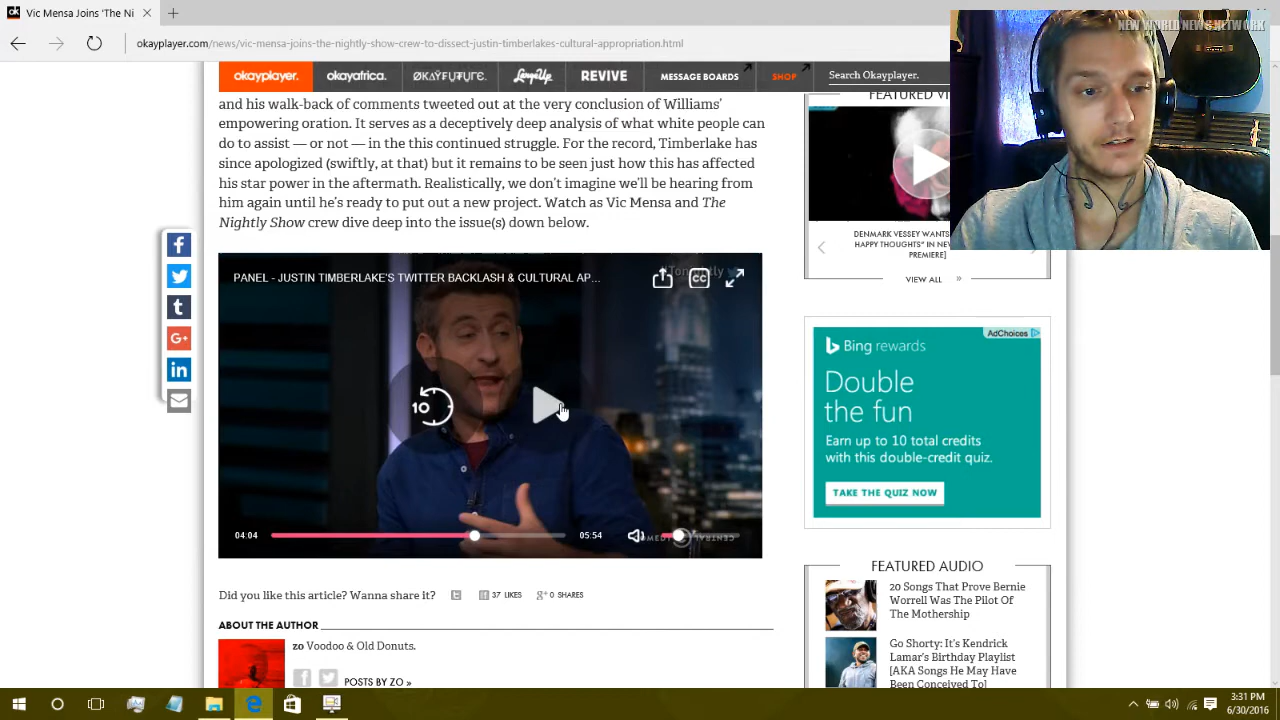 Vic Mensa Joins 'The Ni
okayplayer.com/news/vic-mensa-joins-the-nightly-show-crew-to-dissect-justin-timberlakes-cultural-appropriation.html
NEW WORLD NEWS NETWORK
okayplayer. okayafrica. OKAYFUTURE. LargeUp REVIVE MESSAGE BOARDS SHOP Search Okayplayer.
and his walk-back of comments tweeted out at the very conclusion of Williams'
empowering oration. It serves as a deceptively deep analysis of what white people can
do to assist — or not — in the this continued struggle. For the record, Timberlake has
since apologized (swiftly, at that) but it remains to be seen just how this has affected
his star power in the aftermath. Realistically, we don't imagine we'll be hearing from
him again until he's ready to put out a new project. Watch as Vic Mensa and The
Nightly Show crew dive deep into the issue(s) down below.
PANEL - JUSTIN TIMBERLAKE'S TWITTER BACKLASH & CULTURAL AP...
#Tonightly
CC
10
04:04
05:54
Did you like this article? Wanna share it? 37 LIKES 0 SHARES
ABOUT THE AUTHOR
zo Voodoo & Old Donuts.
POSTS BY ZO »
FEATURED VI
DENMARK VESSEY WANTS
HAPPY THOUGHTS" IN NEW
PREMIERE]
VIEW ALL »
AdChoices
Bing rewards
Double
the fun
Earn up to 10 total credits
with this double-credit quiz.
TAKE THE QUIZ NOW
FEATURED AUDIO
20 Songs That Prove Bernie
Worrell Was The Pilot Of
The Mothership
Go Shorty: It's Kendrick
Lamar's Birthday Playlist
[AKA Songs He May Have
Been Conceived To]
3:31 PM
6/30/2016